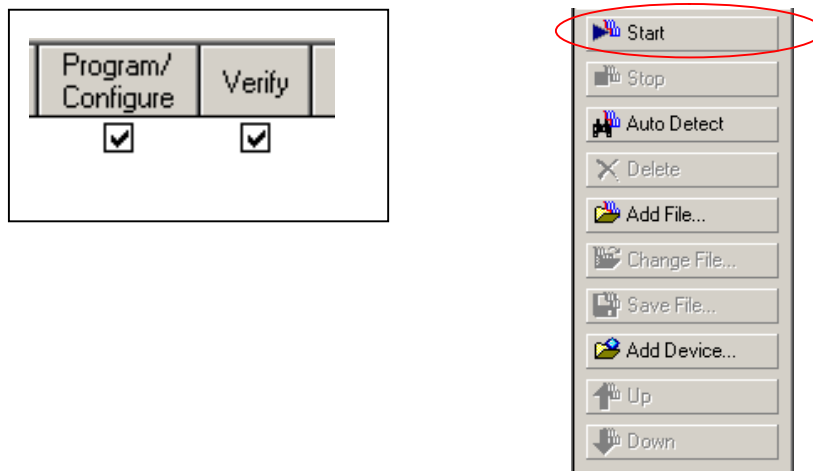 Program/
Configure
Verify
Start
Stop
Auto Detect
Delete
Add File...
Change File...
Save File...
Add Device...
Up
Down